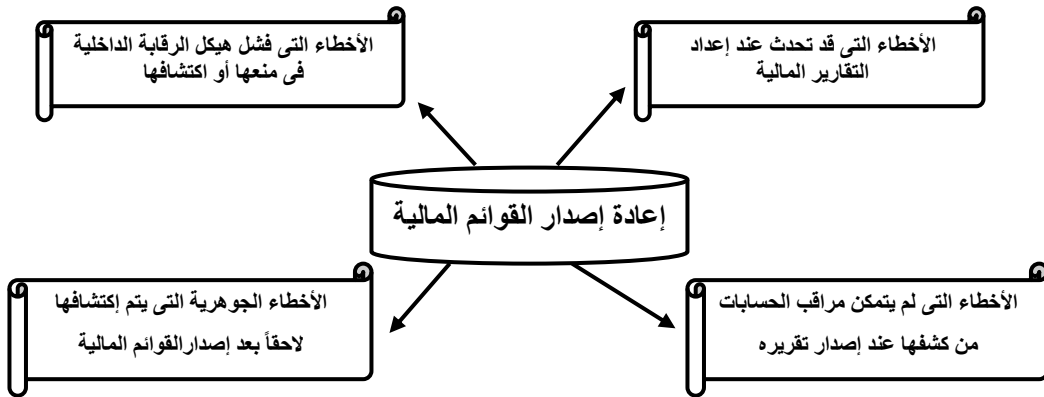 الأخطاء التى قد تحدث عند إعداد
التقارير المالية
الأخطاء التى فشل هيكل الرقابة الداخلية
فى منعها أو اكتشافها
إعادة إصدار القوائم المالية
الأخطاء التى لم يتمكن مراقب الحسابات
من كشفها عند إصدار تقريره
الأخطاء الجوهرية التى يتم إكتشافها
لاحقاً بعد إصدارالقوائم المالية